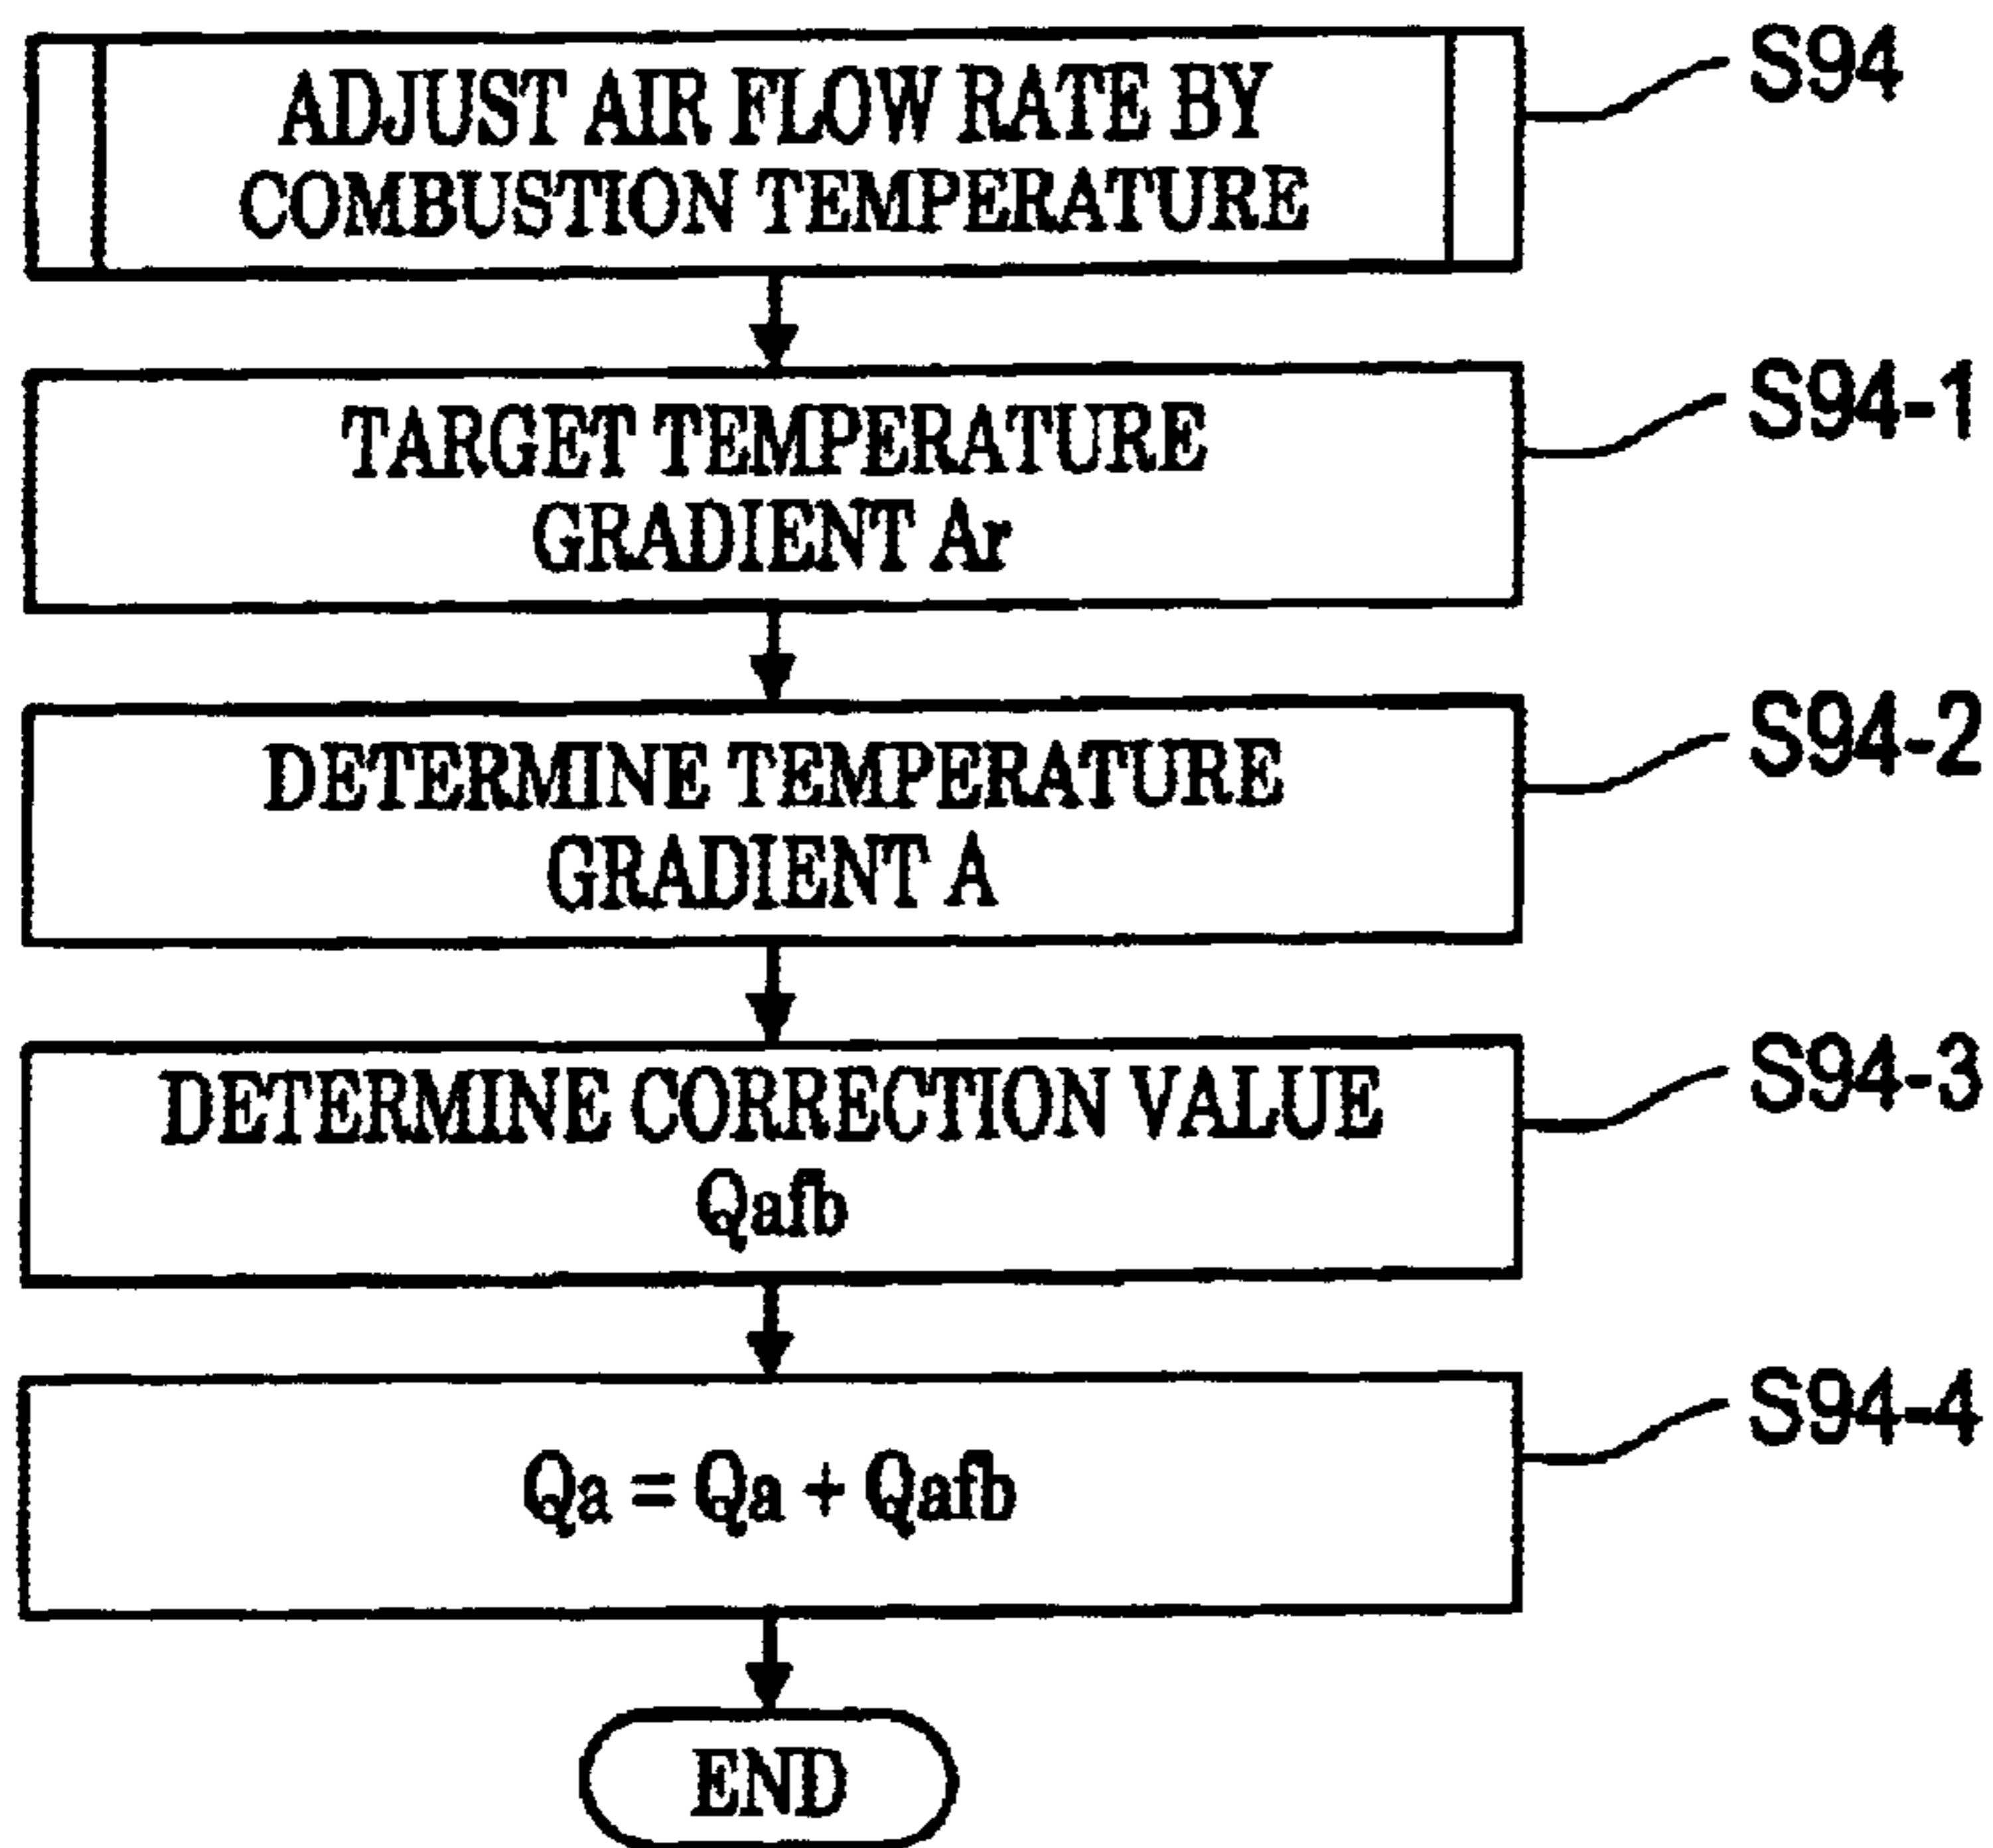 ADJUST AIR FLOW RATE BY
COMBUSTION TEMPERATURE
S94
TARGET TEMPERATURE
GRADIENT Ar
S94-1
DETERMINE TEMPERATURE
GRADIENT A
S94-2
DETERMINE CORRECTION VALUE
Qafb
S94-3
Qa = Qa + Qafb
S94-4
END